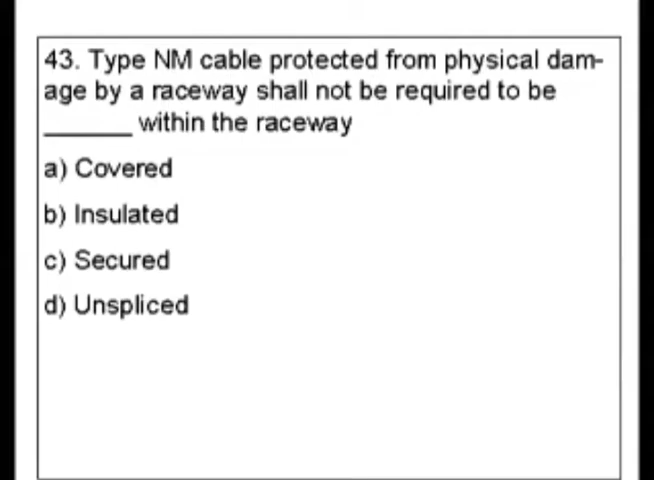 43. Type NM cable protected from physical dam-
age by a raceway shall not be required to be
_______ within the raceway
a) Covered
b) Insulated
c) Secured
d) Unspliced